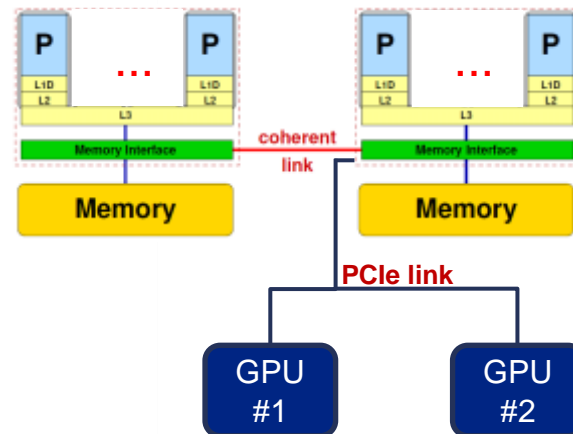 P
...
P
L1D
L2
L1D
L2
L3
Memory Interface
Memory
coherent
link
P
...
P
L1D
L2
L1D
L2
L3
Memory Interface
Memory
PCIe link
GPU
#1
GPU
#2